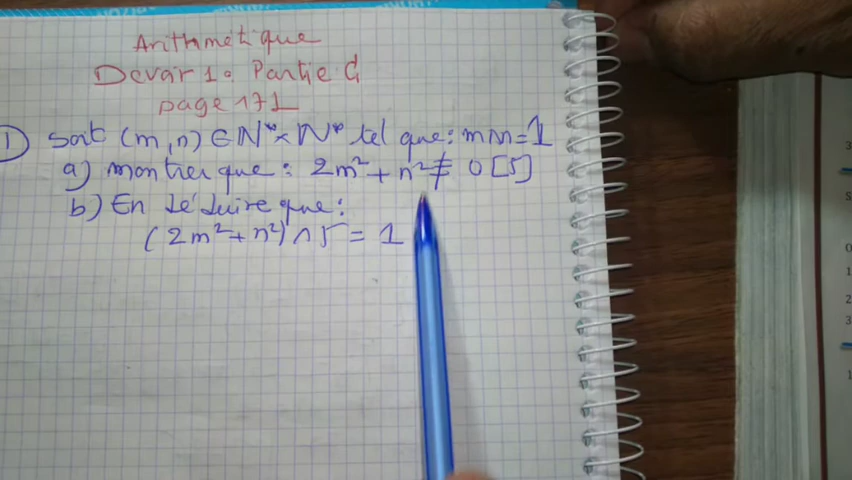 Arithmétique
Devoir 1: Partie G
page 171
1) Soit (m,n) ∈ N* × N* tel que: m∧n=1
a) montrer que: 2m² + n² ≢ 0 [5]
b) En déduire que:
(2m² + n²) ∧ 5 = 1